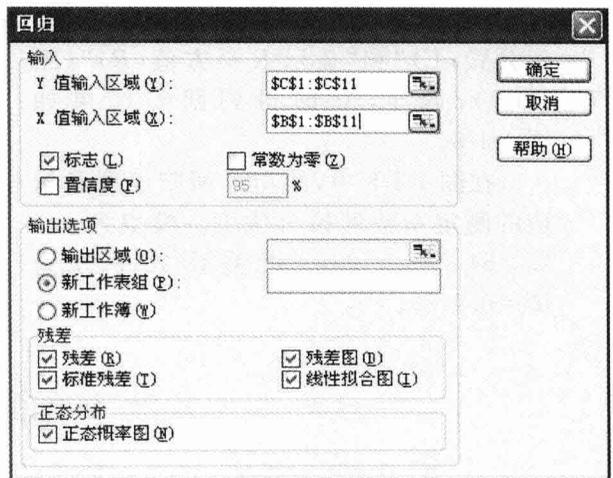 回归
输入
Y 值输入区域(Y): $C$1:$C$11
X 值输入区域(X): $B$1:$B$11
标志(L) 常数为零(Z)
置信度(F) 95 %
确定
取消
帮助(H)
输出选项
输出区域(O):
新工作表组(P):
新工作簿(W)
残差
残差(R) 残差图(D)
标准残差(T) 线性拟合图(I)
正态分布
正态概率图(N)